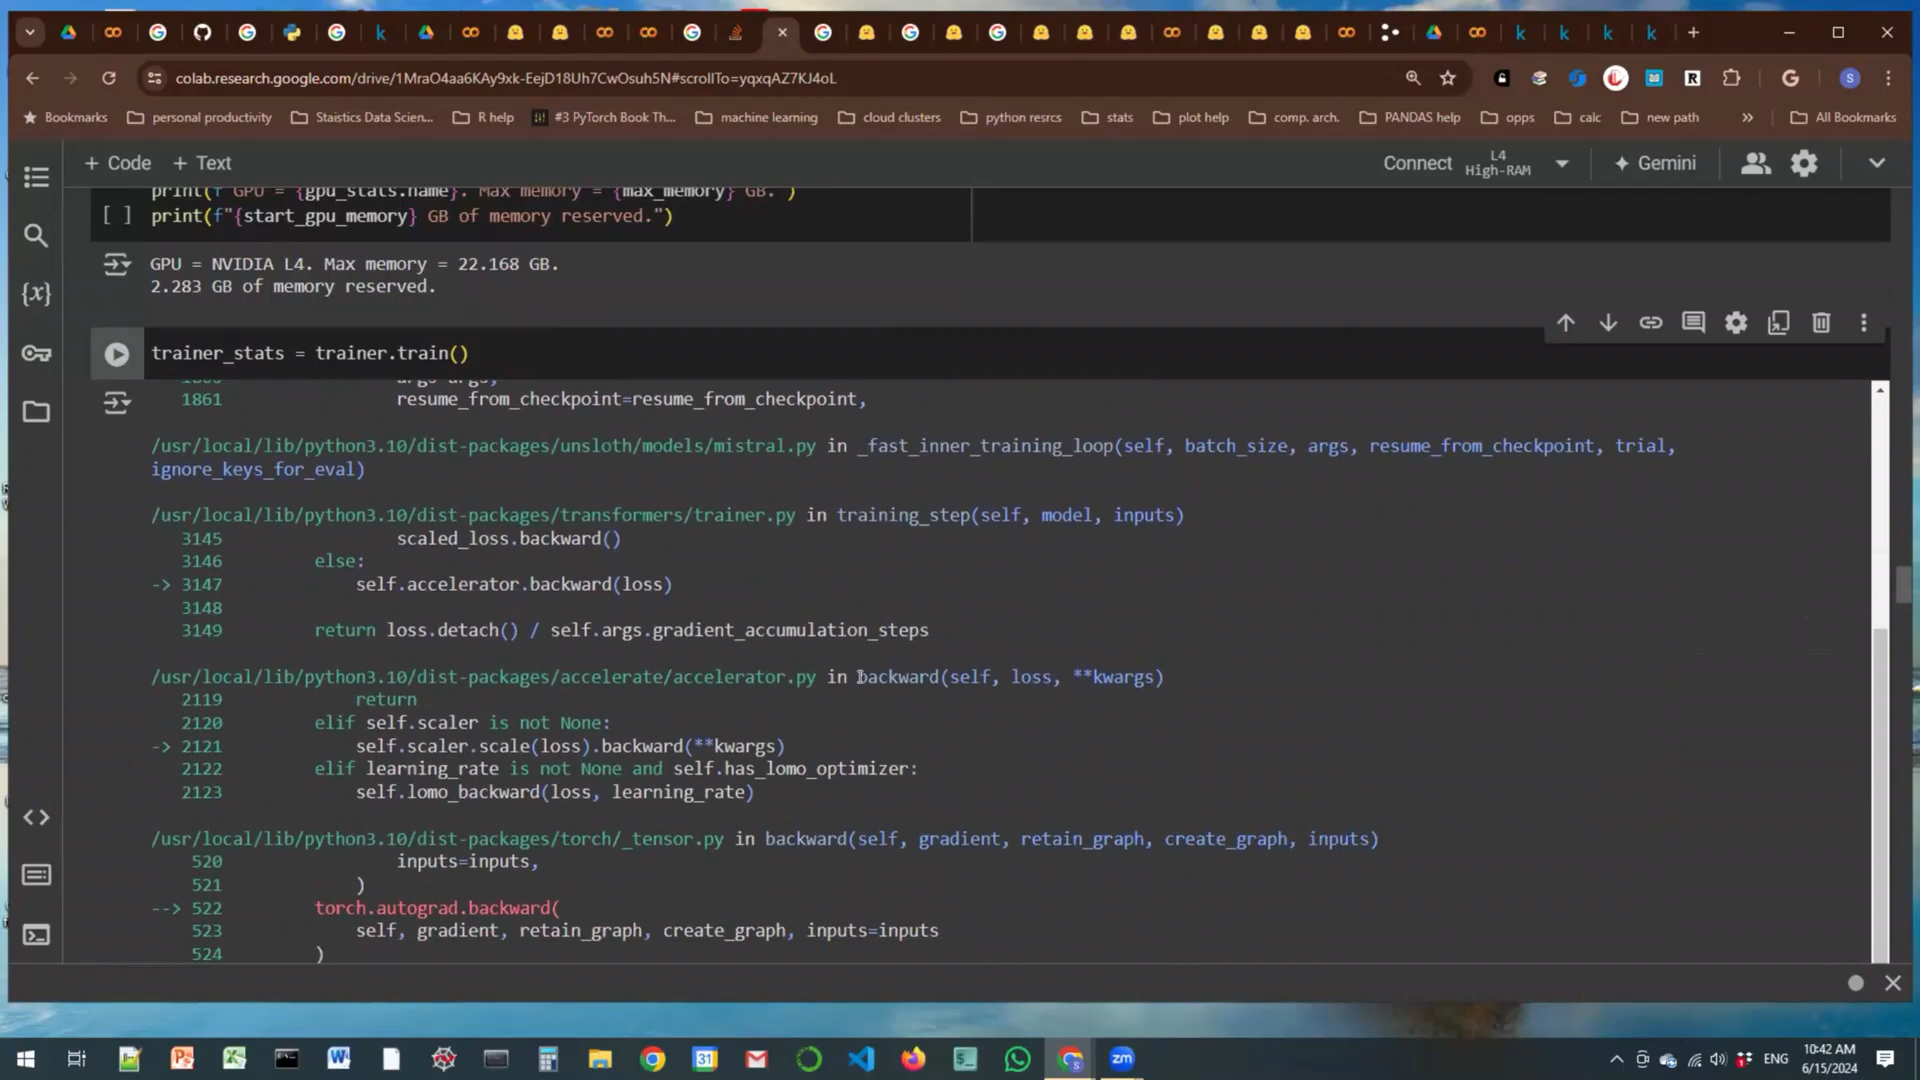 colab.research.google.com/drive/1MraO4aa6KAy9xk-EejD18Uh7CwOsuh5N#scrollTo=yqxqAZ7KJ4oL
Bookmarks personal productivity Staistics Data Scien... R help #3 PyTorch Book Th... machine learning cloud clusters python resrcs stats plot help comp. arch. PANDAS help opps calc new path » All Bookmarks
+ Code + Text Connect L4 High-RAM Gemini
print(f"GPU = {gpu_stats.name}. Max memory = {max_memory} GB.")
[ ] print(f"{start_gpu_memory} GB of memory reserved.")
GPU = NVIDIA L4. Max memory = 22.168 GB.
2.283 GB of memory reserved.
trainer_stats = trainer.train()
1861 resume_from_checkpoint=resume_from_checkpoint,
/usr/local/lib/python3.10/dist-packages/unsloth/models/mistral.py in _fast_inner_training_loop(self, batch_size, args, resume_from_checkpoint, trial,
ignore_keys_for_eval)
/usr/local/lib/python3.10/dist-packages/transformers/trainer.py in training_step(self, model, inputs)
3145 scaled_loss.backward()
3146 else:
-> 3147 self.accelerator.backward(loss)
3148
3149 return loss.detach() / self.args.gradient_accumulation_steps
/usr/local/lib/python3.10/dist-packages/accelerate/accelerator.py in backward(self, loss, **kwargs)
2119 return
2120 elif self.scaler is not None:
-> 2121 self.scaler.scale(loss).backward(**kwargs)
2122 elif learning_rate is not None and self.has_lomo_optimizer:
2123 self.lomo_backward(loss, learning_rate)
/usr/local/lib/python3.10/dist-packages/torch/_tensor.py in backward(self, gradient, retain_graph, create_graph, inputs)
520 inputs=inputs,
521 )
--> 522 torch.autograd.backward(
523 self, gradient, retain_graph, create_graph, inputs=inputs
524 )
ENG
10:42 AM
6/15/2024